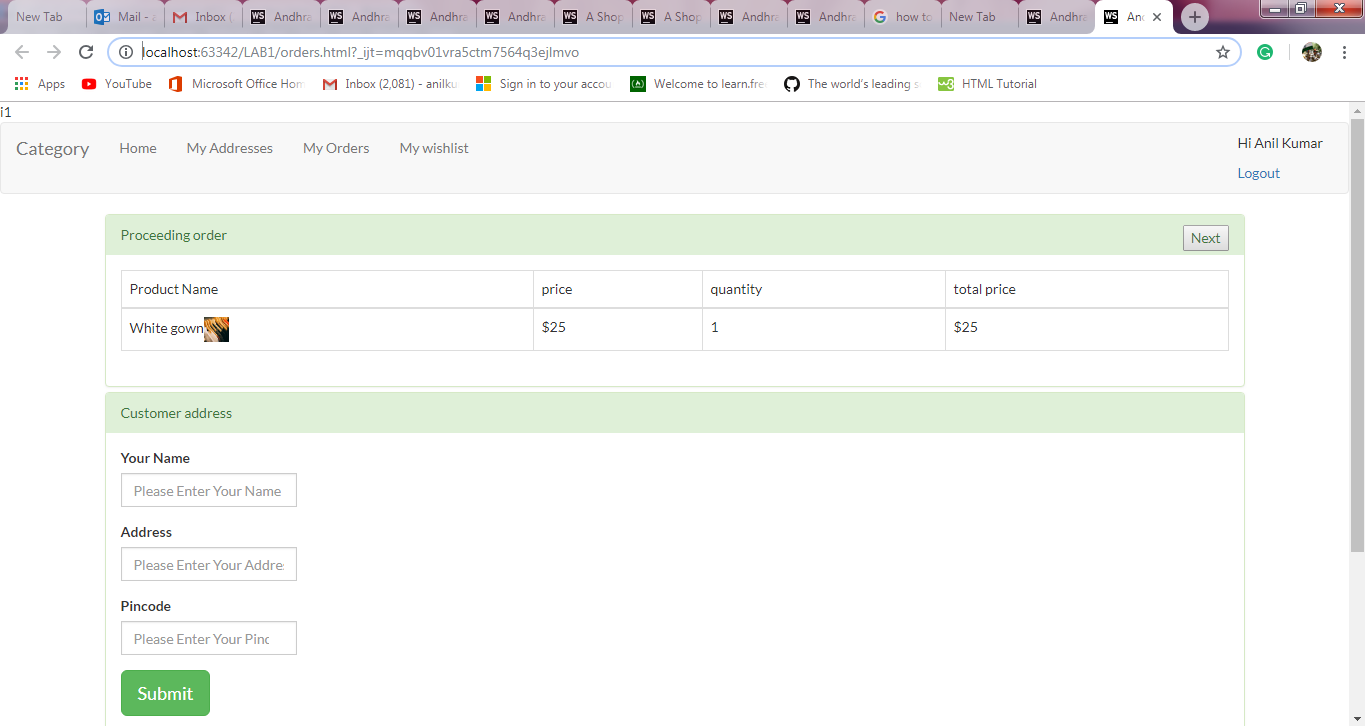 New Tab Mail - Inbox ( Andhra Andhra Andhra Andhra A Shop A Shop Andhra Andhra how to New Tab Andhra And
localhost:63342/LAB1/orders.html?_ijt=mqqbv01vra5ctm7564q3ejlmvo
Apps YouTube Microsoft Office Hom Inbox (2,081) - anilku Sign in to your accou Welcome to learn.free The world's leading s HTML Tutorial
i1
Category Home My Addresses My Orders My wishlist Hi Anil Kumar
Logout
Proceeding order Next
Product Name price quantity total price
White gown $25 1 $25
Customer address
Your Name
Please Enter Your Name
Address
Please Enter Your Addre
Pincode
Please Enter Your Pinc
Submit